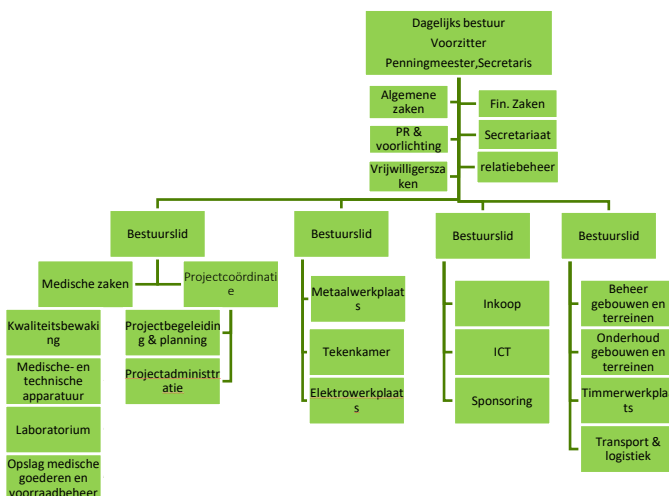 Dagelijks bestuur
Voorzitter
Penningmeester,Secretaris
Algemene
zaken
Fin. Zaken
PR &
voorlichting
Secretariaat
Vrijwilligersza
ken
relatiebeheer
Bestuurslid
Bestuurslid
Bestuurslid
Bestuurslid
Medische zaken
Projectcoördinati
e
Kwaliteitsbewaki
ng
Medische- en
technische
apparatuur
Laboratorium
Opslag medische
goederen en
voorraadbeheer
Projectbegeleidin
g & planning
Projectadministtr
atie
Metaalwerkplaat
s
Tekenkamer
Elektrowerkplaat
s
Inkoop
ICT
Sponsoring
Beheer
gebouwen en
terreinen
Onderhoud
gebouwen en
terreinen
Timmerwerkpla
ats
Transport &
logistiek